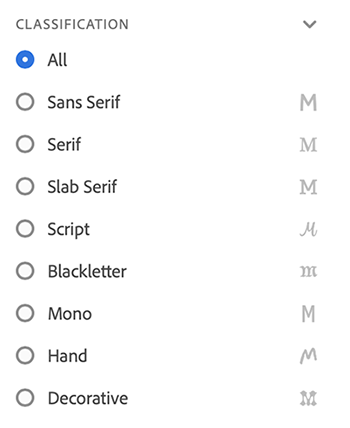 CLASSIFICATION
All
Sans Serif M
Serif M
Slab Serif M
Script M
Blackletter m
Mono M
Hand M
Decorative M